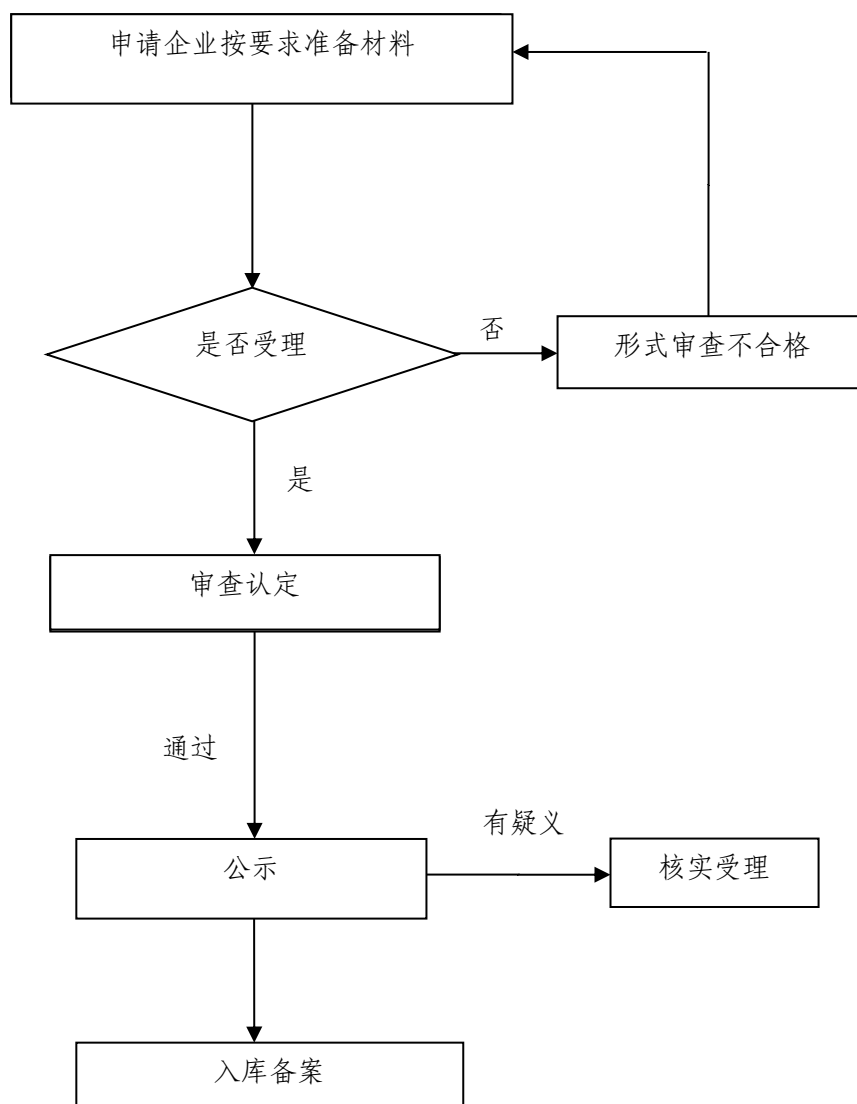 申请企业按要求准备材料
是否受理
否
形式审查不合格
是
审查认定
通过
有疑义
公示
核实受理
入库备案